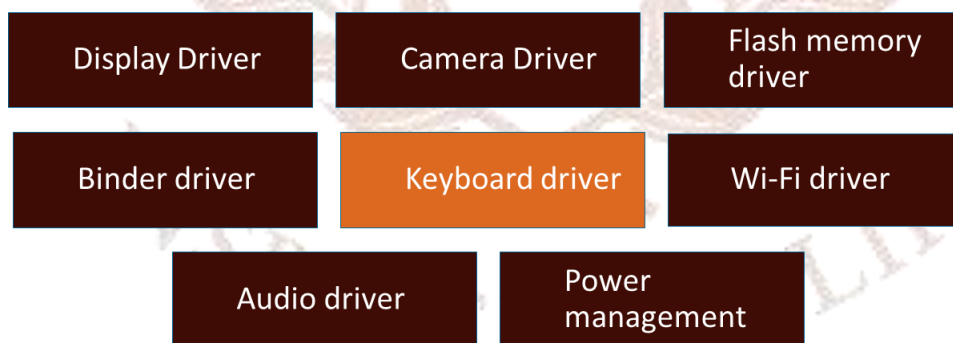 Display Driver
Camera Driver
Flash memory
driver
Binder driver
Keyboard driver
Wi-Fi driver
Audio driver
Power
management